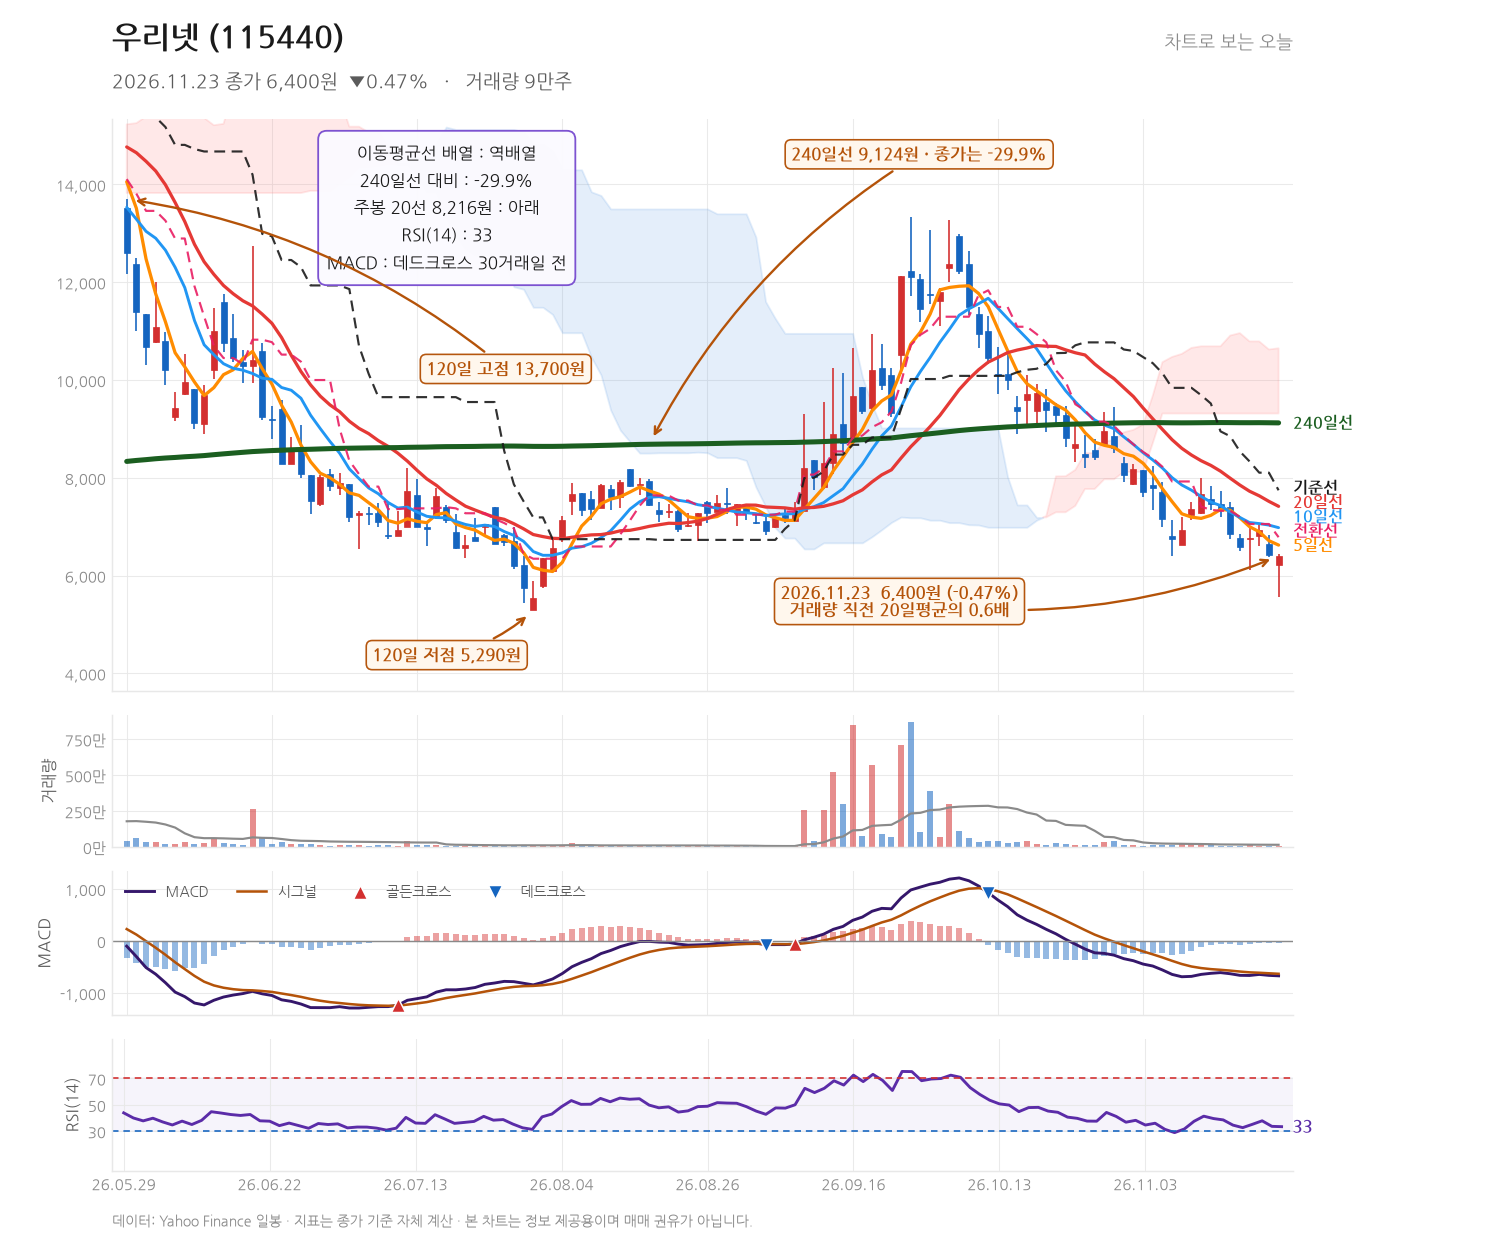 우리넷 (115440)
차트로 보는 오늘
2026.11.23 종가 6,400원 ▼0.47% · 거래량 9만주
이동평균선 배열 : 역배열
240일선 대비 : -29.9%
주봉 20선 8,216원 : 아래
RSI(14) : 33
MACD : 데드크로스 30거래일 전
240일선 9,124원 · 종가는 -29.9%
120일 고점 13,700원
120일 저점 5,290원
2026.11.23 6,400원 (-0.47%)
거래량 직전 20일평균의 0.6배
14,000
12,000
10,000
8,000
6,000
4,000
240일선
기준선
20일선
10일선
전환선
5일선
거래량
750만
500만
250만
0만
MACD
1,000
0
-1,000
MACD
시그널
골든크로스
데드크로스
RSI(14)
70
50
30
33
26.05.29
26.06.22
26.07.13
26.08.04
26.08.26
26.09.16
26.10.13
26.11.03
데이터: Yahoo Finance 일봉 · 지표는 종가 기준 자체 계산 · 본 차트는 정보 제공용이며 매매 권유가 아닙니다.